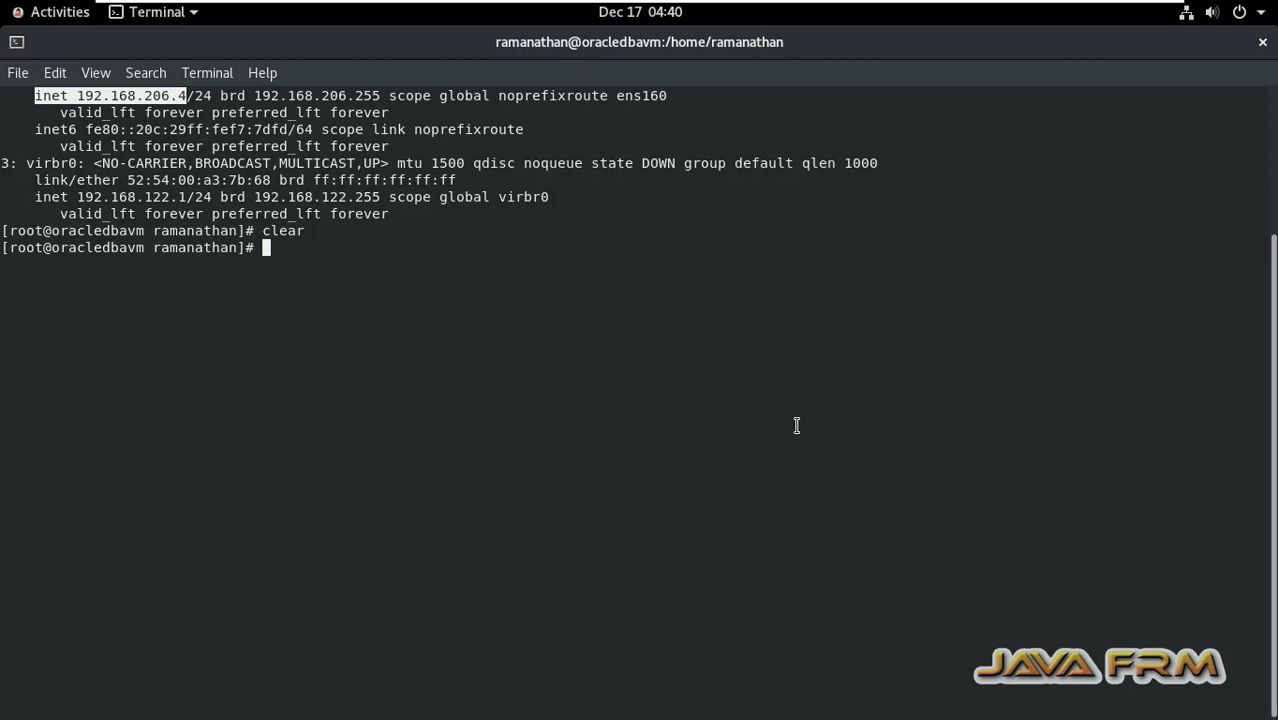 Activities Terminal Dec 17 04:40
ramanathan@oracledbavm:/home/ramanathan
File Edit View Search Terminal Help
inet 192.168.206.4/24 brd 192.168.206.255 scope global noprefixroute ens160
valid_lft forever preferred_lft forever
inet6 fe80::20c:29ff:fef7:7dfd/64 scope link noprefixroute
valid_lft forever preferred_lft forever
3: virbr0: <NO-CARRIER,BROADCAST,MULTICAST,UP> mtu 1500 qdisc noqueue state DOWN group default qlen 1000
link/ether 52:54:00:a3:7b:68 brd ff:ff:ff:ff:ff:ff
inet 192.168.122.1/24 brd 192.168.122.255 scope global virbr0
valid_lft forever preferred_lft forever
[root@oracledbavm ramanathan]# clear
[root@oracledbavm ramanathan]#
JAVA FRM